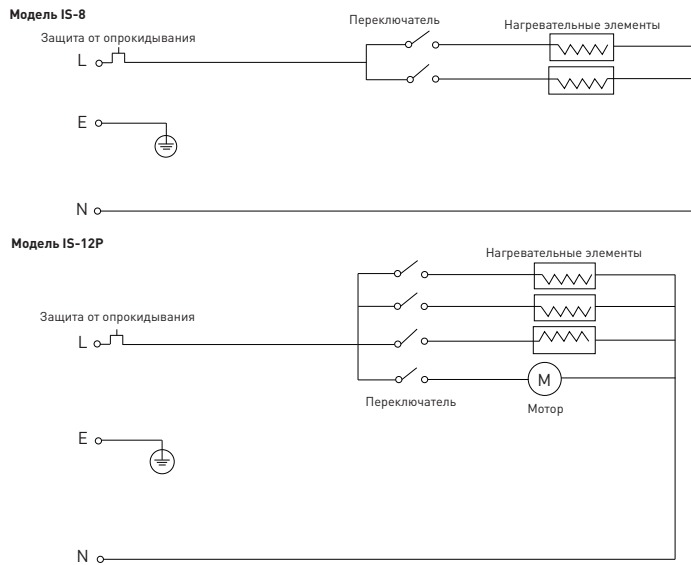 Модель IS-8
Переключатель
Нагревательные элементы
Защита от опрокидывания
L
E
N
Модель IS-12P
Нагревательные элементы
Защита от опрокидывания
L
M
Переключатель
Мотор
E
N